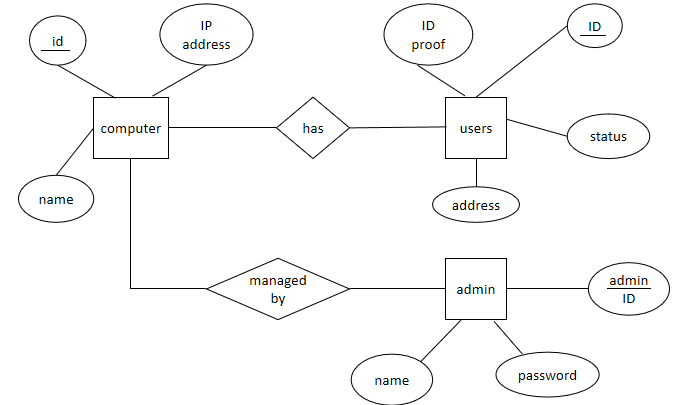 id
IP
address
ID
proof
ID
computer
has
users
status
name
address
managed
by
admin
admin
ID
name
password